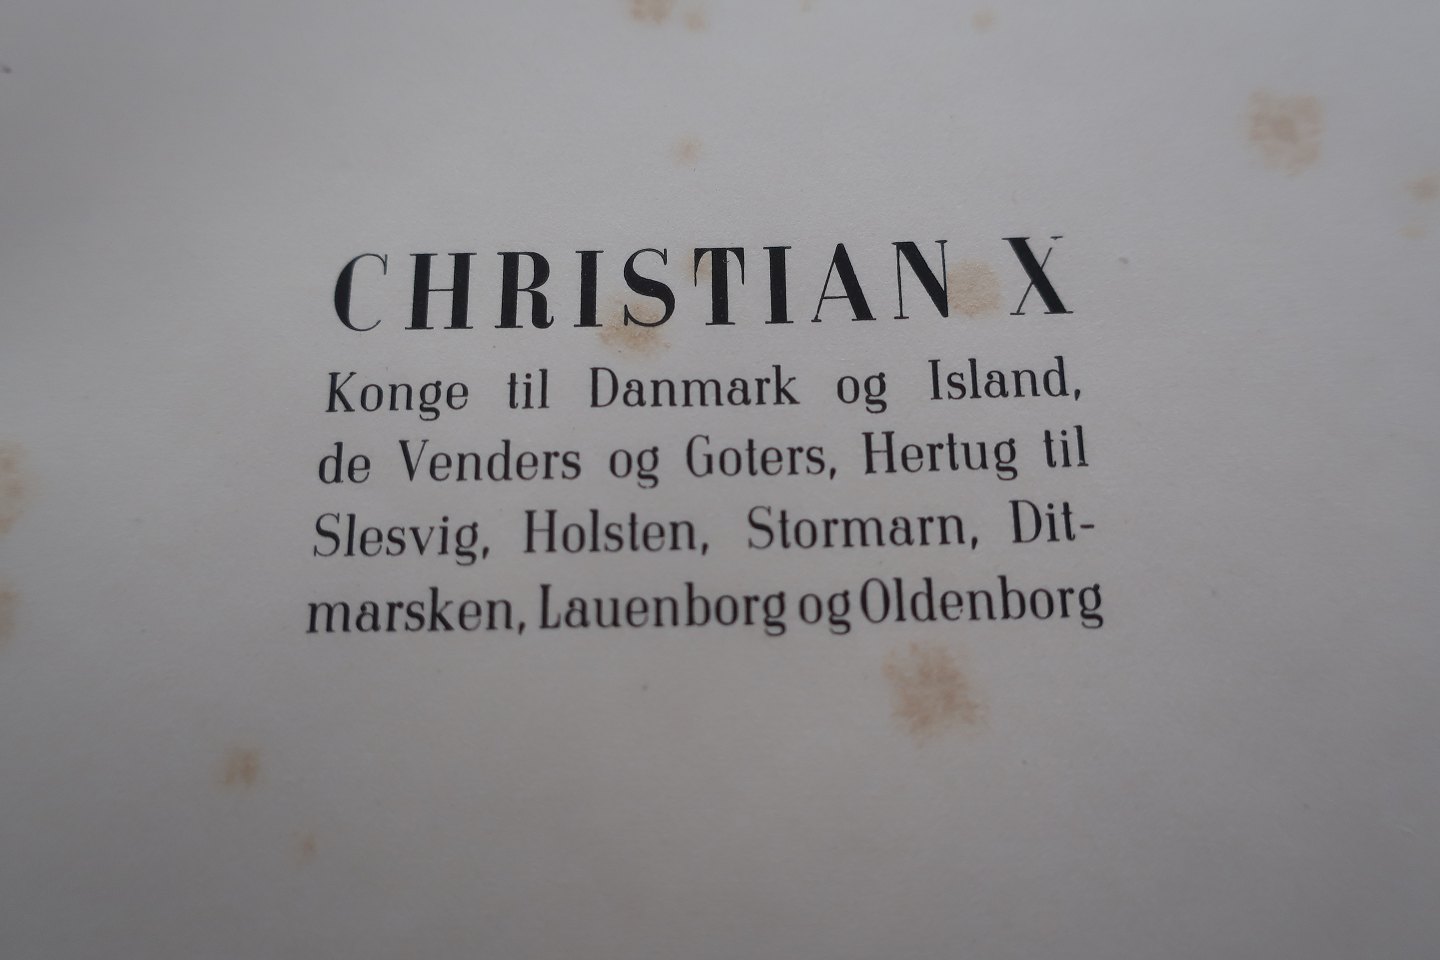 CHRISTIAN X
Konge til Danmark og Island,
de Venders og Goters, Hertug til
Slesvig, Holsten, Stormarn, Dit-
marsken, Lauenborg og Oldenborg